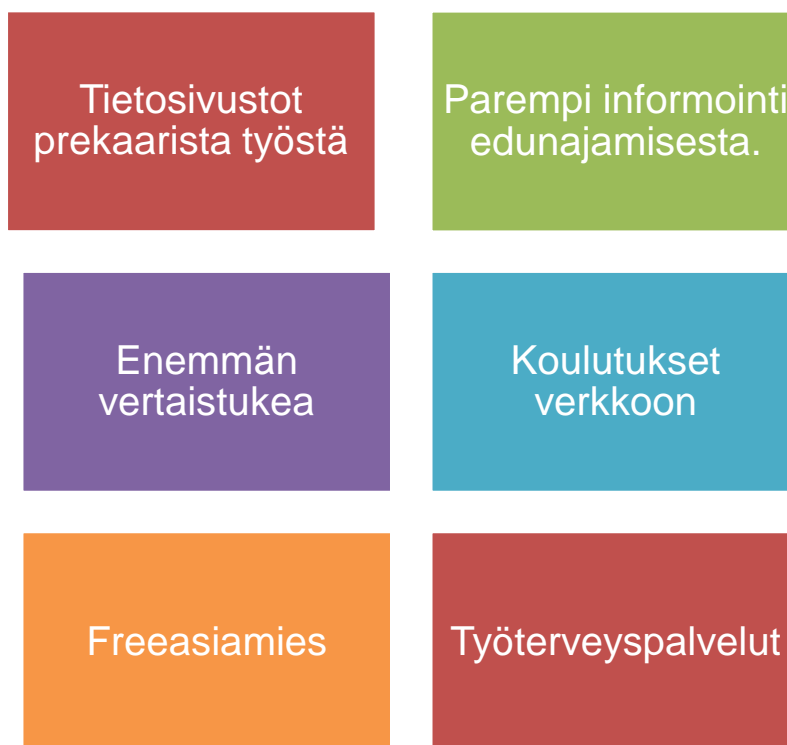 Tietosivustot
prekaarista työstä
Parempi informointi
edunajamisesta.
Enemmän
vertaistukea
Koulutukset
verkkoon
Freeasiamies
Työterveyspalvelut